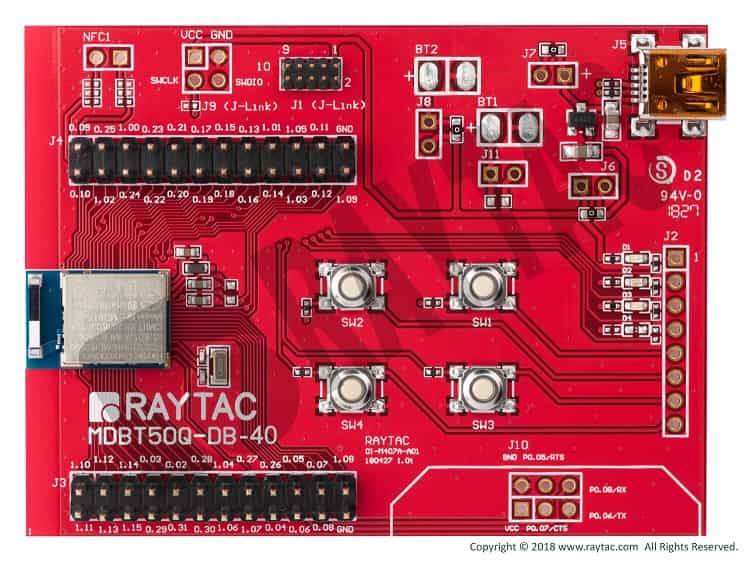 NFC1
VCC GND
SWCLK SWDIO
J9 (J-Link)
9 1
10 2
J1 (J-Link)
BT2
+
J7
+
J5
J8
BT1
+
J11
J6
S D2
94V-0
1827
J4
0.09 0.25 1.00 0.23 0.21 0.17 0.15 0.13 1.01 1.05 0.11 GND
0.10 1.02 0.24 0.22 0.20 0.19 0.18 0.16 0.14 1.03 0.12 1.09
J2
1
D1
D2
D3
D4
SW2 SW1
SW4 SW3
RAYTAC
MDBT50Q-DB-40
RAYTAC
01-M407A-A01
180427 1.01
J3
1.10 1.12 1.14 0.03 0.28 0.02 0.04 0.27 0.26 0.05 0.07 1.08
1.11 1.13 1.15 0.29 0.31 0.30 1.06 1.07 1.04 0.06 0.08 GND
J10
GND P0.05/RTS
P0.08/RX
P0.06/TX
VCC P0.07/CTS
RAYTAC
Copyright © 2018 www.raytac.com All Rights Reserved.